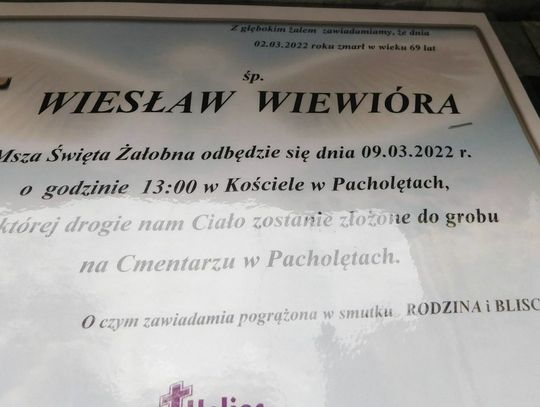 Z głębokim żalem zawiadamiamy, że dnia
02.03.2022 roku zmarł w wieku 69 lat
śp.
WIESŁAW WIEWIÓRA
Msza Święta Żałobna odbędzie się dnia 09.03.2022 r.
o godzinie 13:00 w Kościele w Pacholętach,
której drogie nam Ciało zostanie złożone do grobu
na Cmentarzu w Pacholętach.
O czym zawiadamia pogrążona w smutku RODZINA i BLISC